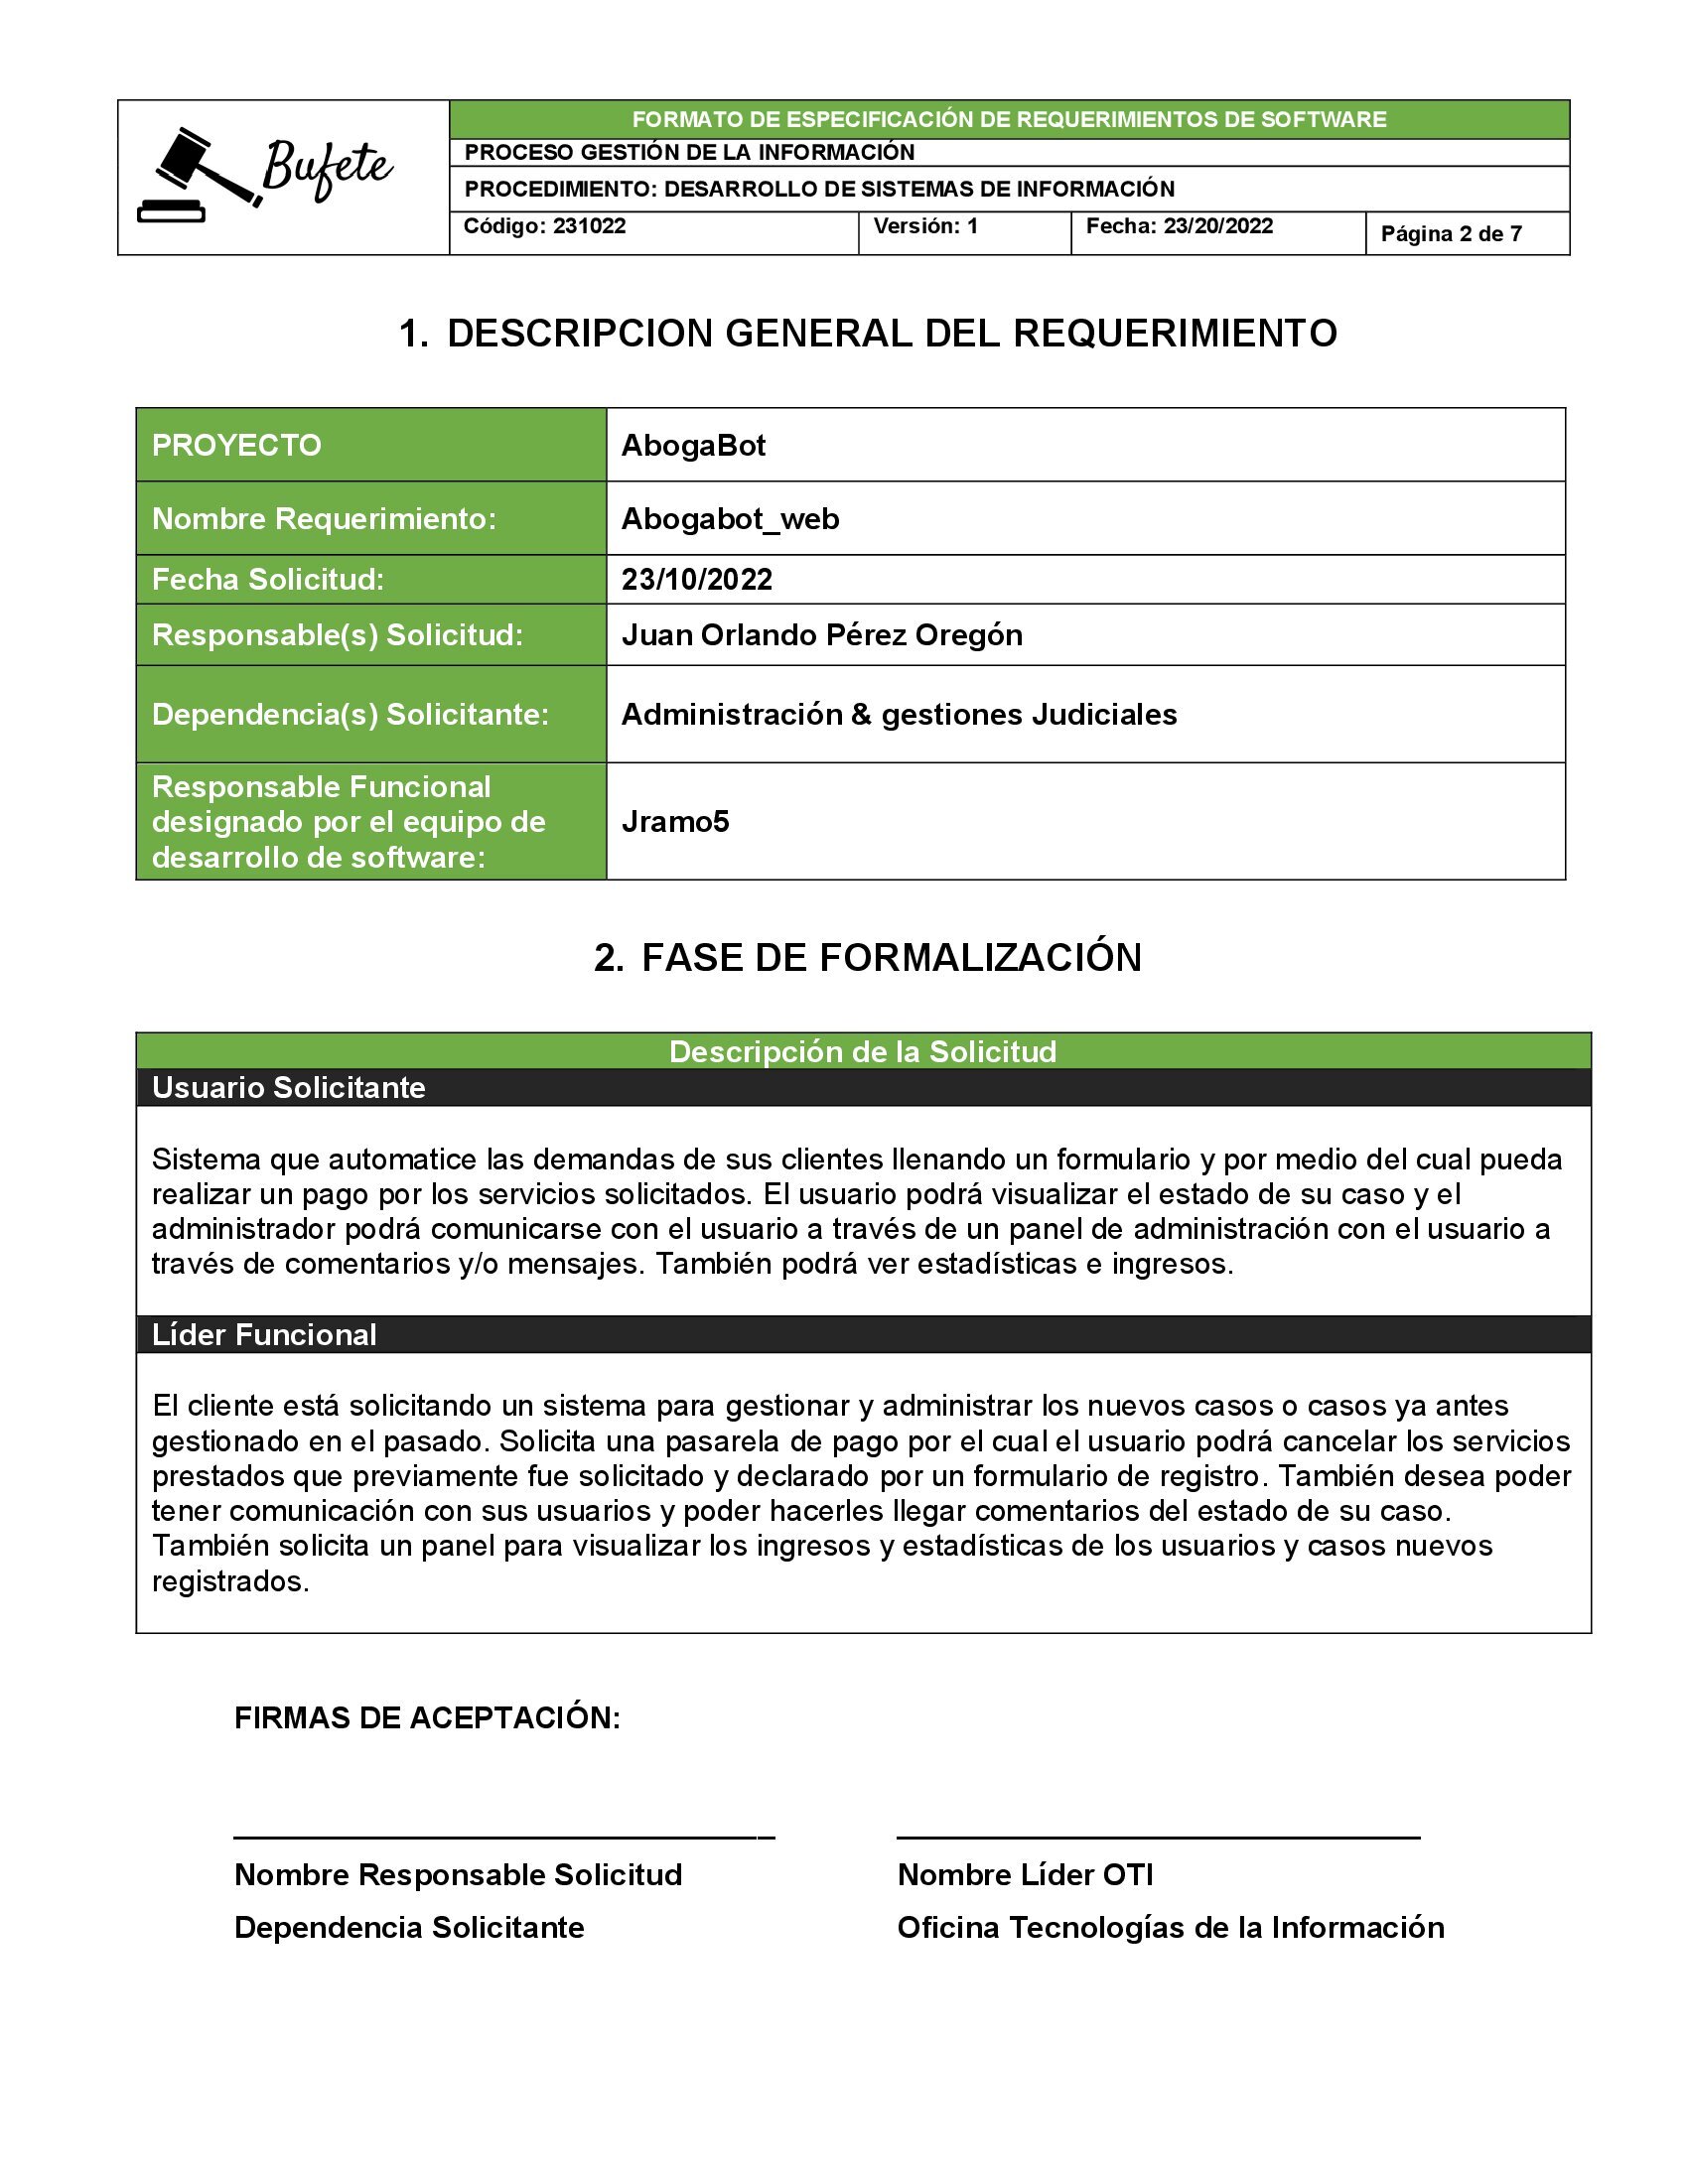 Bufete
FORMATO DE ESPECIFICACIÓN DE REQUERIMIENTOS DE SOFTWARE
PROCESO GESTIÓN DE LA INFORMACIÓN
PROCEDIMIENTO: DESARROLLO DE SISTEMAS DE INFORMACIÓN
Código: 231022 Versión: 1 Fecha: 23/20/2022 Página 2 de 7
1. DESCRIPCION GENERAL DEL REQUERIMIENTO
PROYECTO AbogaBot
Nombre Requerimiento: Abogabot_web
Fecha Solicitud: 23/10/2022
Responsable(s) Solicitud: Juan Orlando Pérez Oregón
Dependencia(s) Solicitante: Administración & gestiones Judiciales
Responsable Funcional
designado por el equipo de
desarrollo de software:
Jramo5
2. FASE DE FORMALIZACIÓN
Descripción de la Solicitud
Usuario Solicitante
Sistema que automatice las demandas de sus clientes llenando un formulario y por medio del cual pueda
realizar un pago por los servicios solicitados. El usuario podrá visualizar el estado de su caso y el
administrador podrá comunicarse con el usuario a través de un panel de administración con el usuario a
través de comentarios y/o mensajes. También podrá ver estadísticas e ingresos.
Líder Funcional
El cliente está solicitando un sistema para gestionar y administrar los nuevos casos o casos ya antes
gestionado en el pasado. Solicita una pasarela de pago por el cual el usuario podrá cancelar los servicios
prestados que previamente fue solicitado y declarado por un formulario de registro. También desea poder
tener comunicación con sus usuarios y poder hacerles llegar comentarios del estado de su caso.
También solicita un panel para visualizar los ingresos y estadísticas de los usuarios y casos nuevos
registrados.
FIRMAS DE ACEPTACIÓN:
Nombre Responsable Solicitud Nombre Líder OTI
Dependencia Solicitante Oficina Tecnologías de la Información